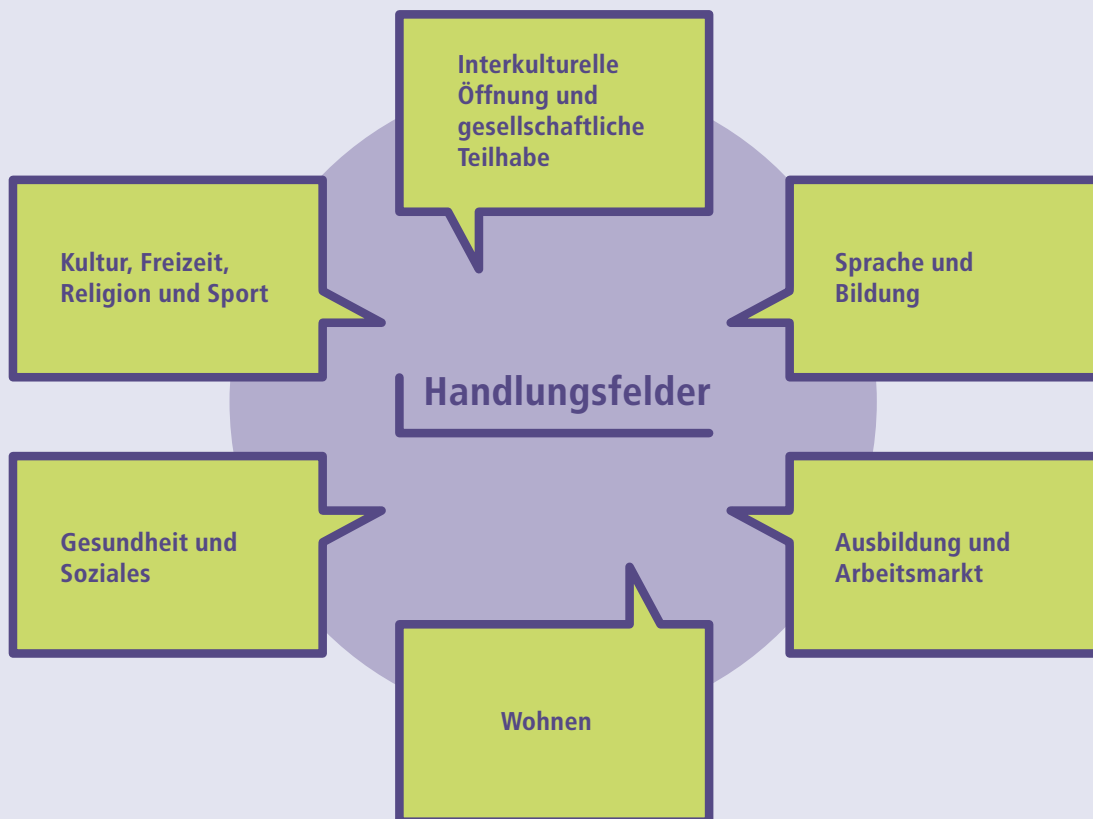 Interkulturelle
Öffnung und
gesellschaftliche
Teilhabe
Kultur, Freizeit,
Religion und Sport
Sprache und
Bildung
Handlungsfelder
Gesundheit und
Soziales
Ausbildung und
Arbeitsmarkt
Wohnen